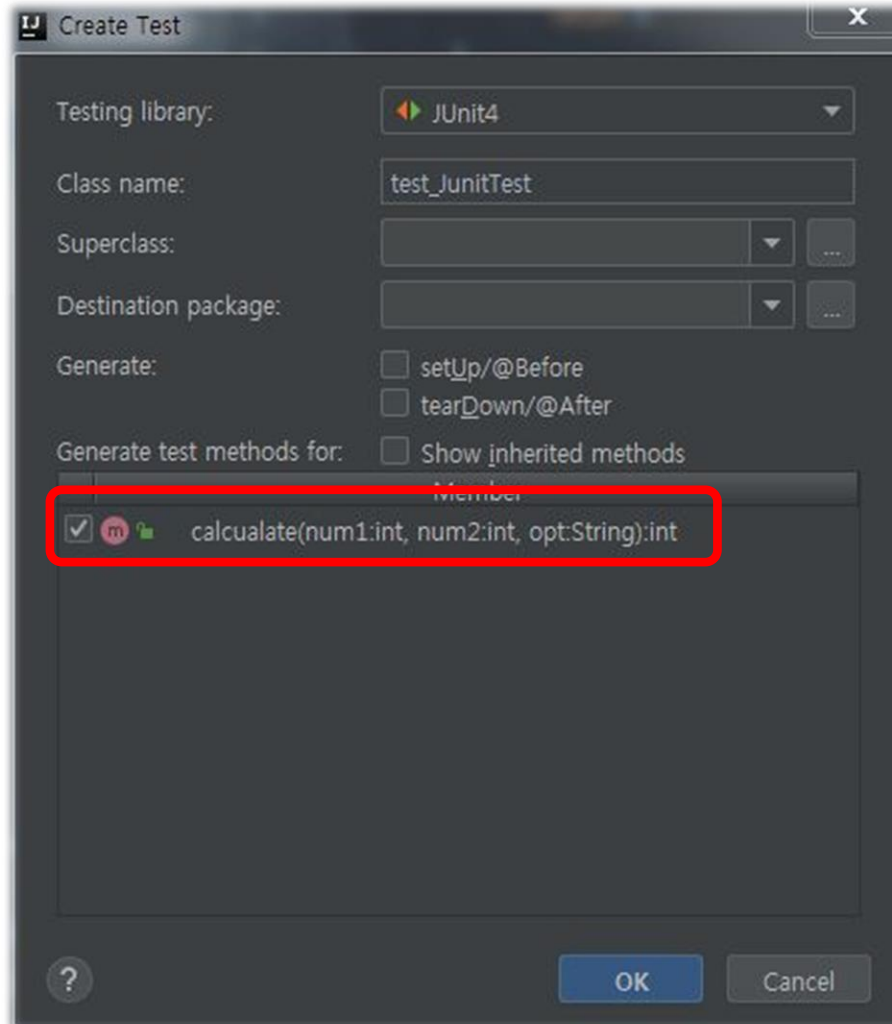 IJ Create Test x
Testing library: JUnit4
Class name: test_JunitTest
Superclass: ...
Destination package: ...
Generate: setUp/@Before
tearDown/@After
Generate test methods for: Show inherited methods
Member
m calcualate(num1:int, num2:int, opt:String):int
? OK Cancel